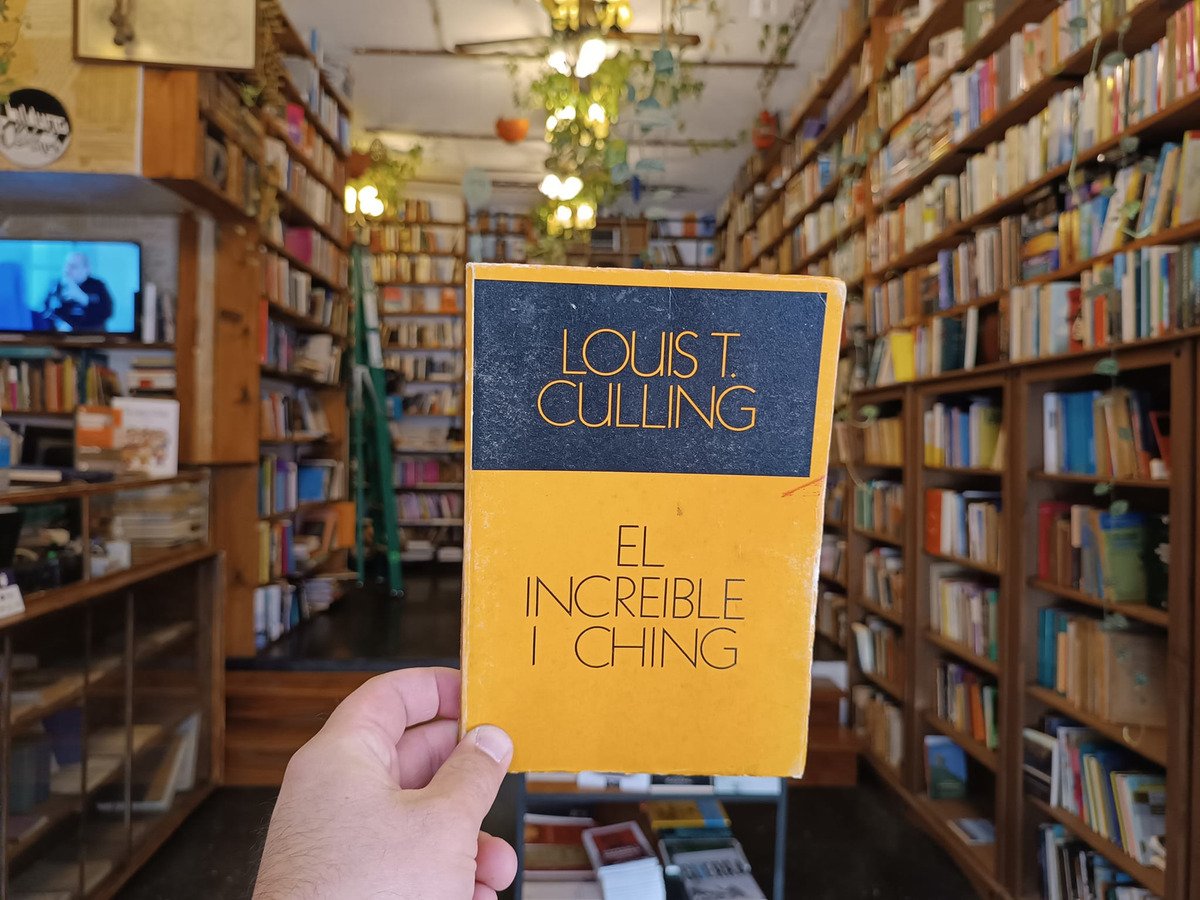 LOUIS T.
CULLING
EL
INCREIBLE
I CHING